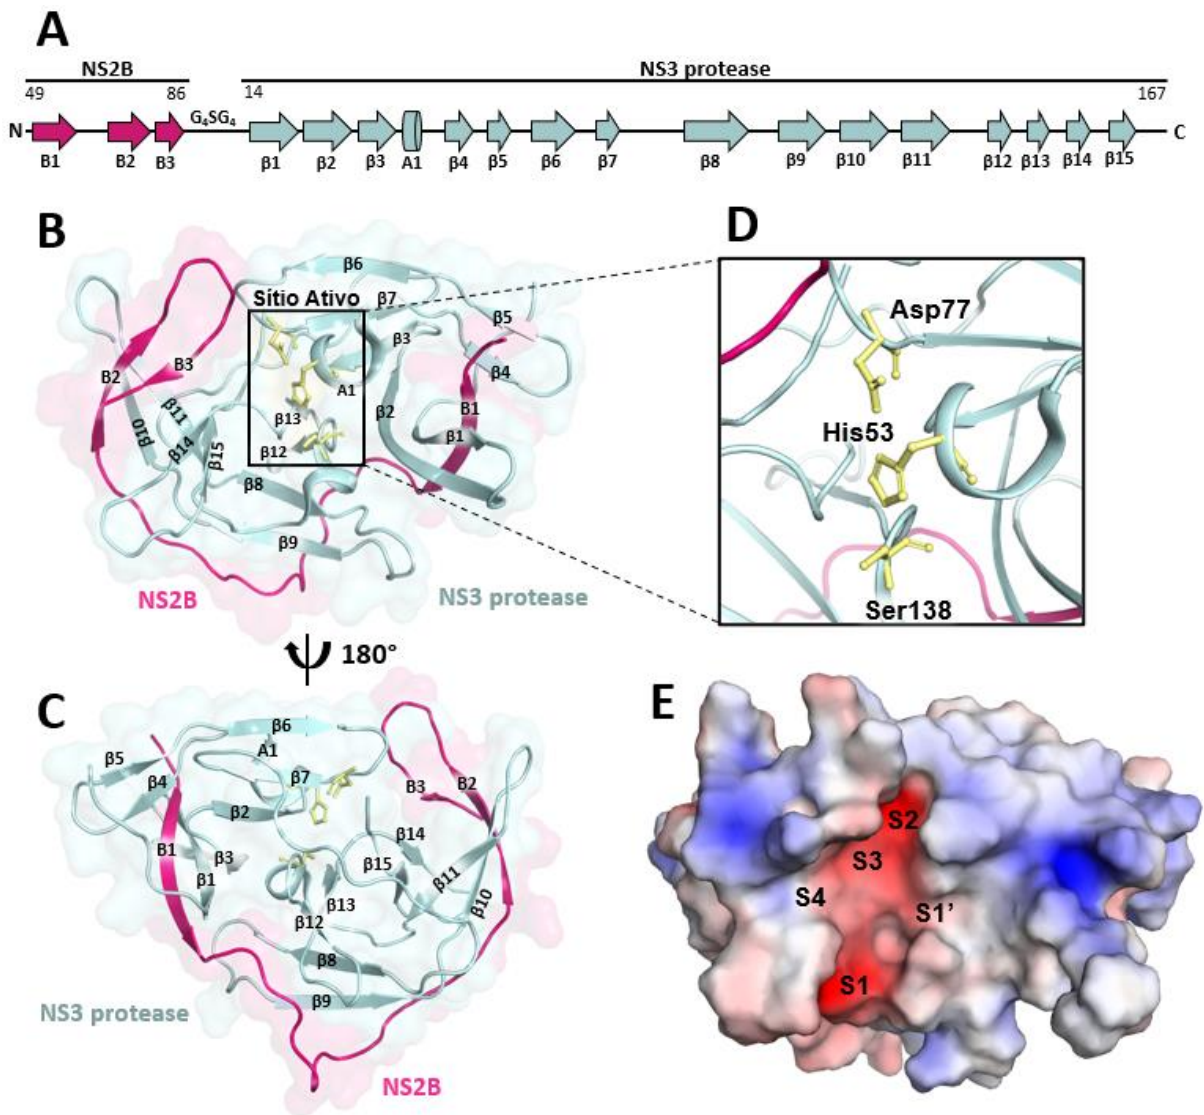 A
NS2B NS3 protease
49 86 14 167
N G₄SG₄ C
B1 B2 B3 β1 β2 β3 A1 β4 β5 β6 β7 β8 β9 β10 β11 β12 β13 β14 β15
B
β6
Sítio Ativo
β7
β5
β3
β4
B3
B2
A1
B1
β2
β11
β13
β10
β14
β15
β12
β1
β8
β9
NS2B
NS3 protease
D
Asp77
His53
Ser138
180°
C
β6
A1
β5
β7
β4
B3
B2
β2
β14
B1
β3
β15
β11
β1
β10
β13
β12
β8
β9
NS3 protease
NS2B
E
S2
S3
S4
S1’
S1